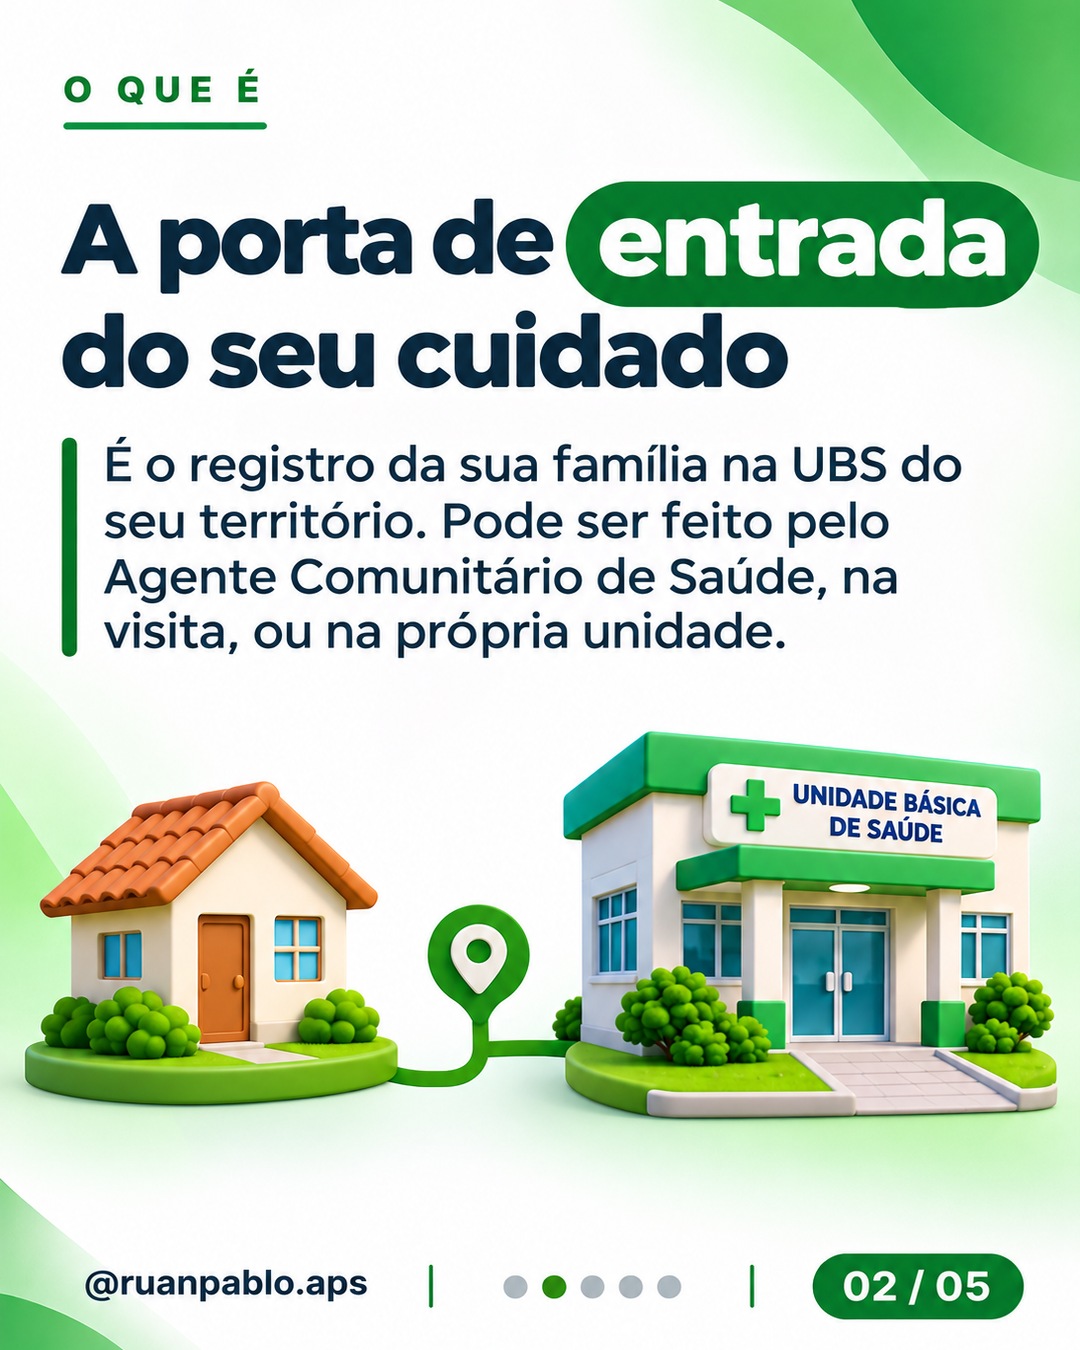 O QUE É
A porta de entrada
do seu cuidado
É o registro da sua família na UBS do
seu território. Pode ser feito pelo
Agente Comunitário de Saúde, na
visita, ou na própria unidade.
UNIDADE BÁSICA
DE SAÚDE
@ruanpablo.aps
02 / 05